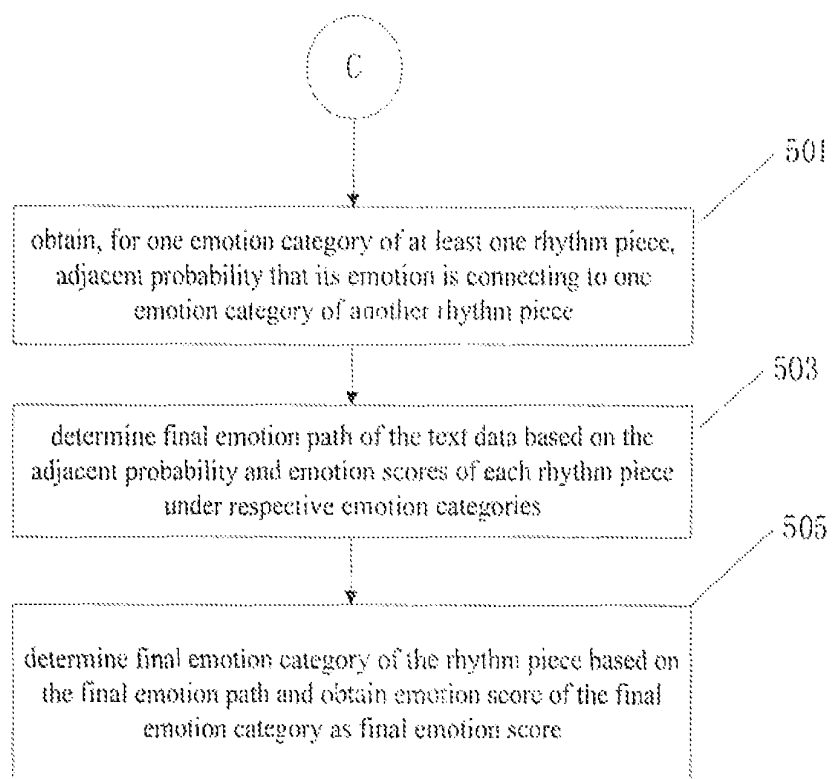 C
501
obtain, for one emotion category of at least one rhythm piece,
adjacent probability that its emotion is connecting to one
emotion category of another rhythm piece
503
determine final emotion path of the text data based on the
adjacent probability and emotion scores of each rhythm piece
under respective emotion categories
505
determine final emotion category of the rhythm piece based on
the final emotion path and obtain emotion score of the final
emotion category as final emotion score